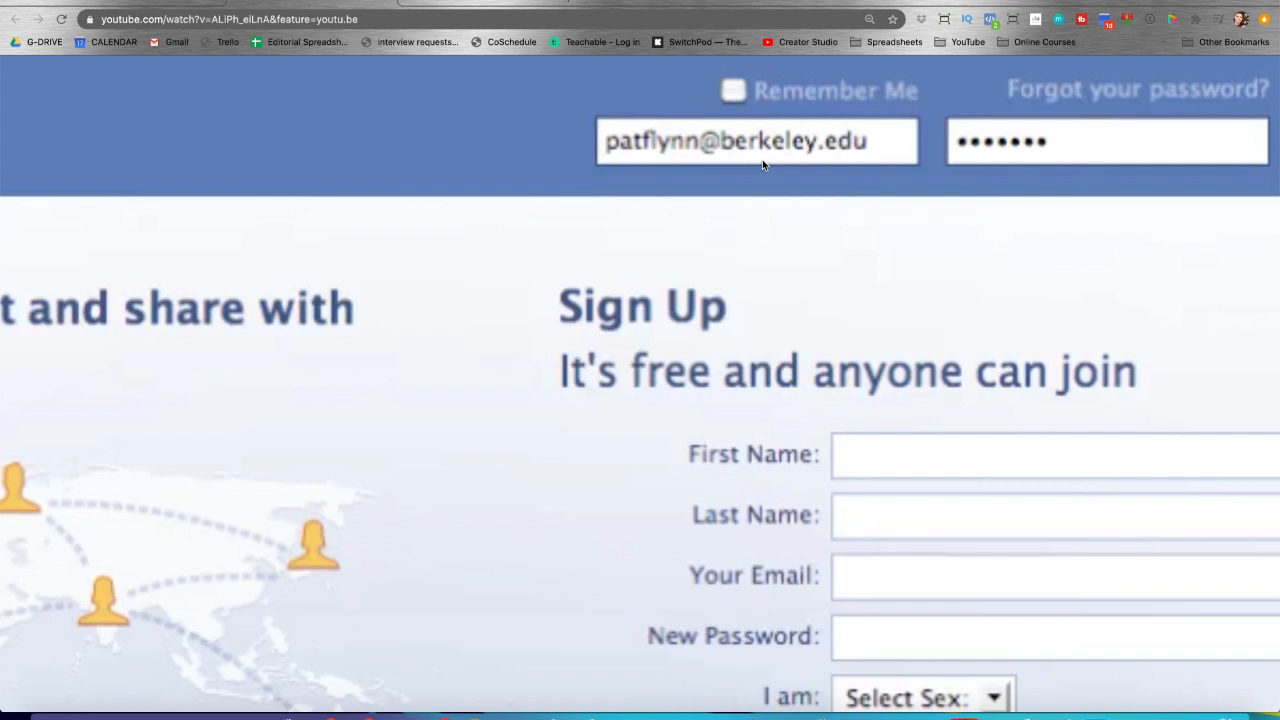 youtube.com/watch?v=ALiPh_eiLnA&feature=youtu.be
G-DRIVE CALENDAR Gmail Trello Editorial Spreadsh... interview requests... CoSchedule Teachable - Log in SwitchPod — The... Creator Studio Spreadsheets YouTube Online Courses Other Bookmarks
Remember Me Forgot your password?
patflynn@berkeley.edu
t and share with
Sign Up
It's free and anyone can join
First Name:
Last Name:
Your Email:
New Password:
I am: Select Sex: